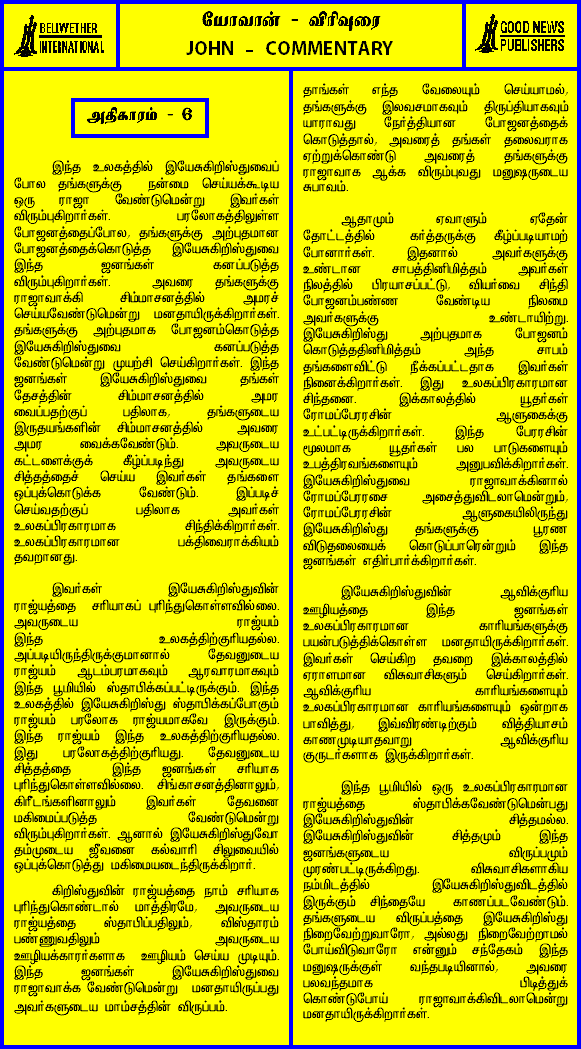 BELLWETHER
INTERNATIONAL
யோவான் - விரிவுரை
JOHN - COMMENTARY
GOOD NEWS
PUBLISHERS
அதிகாரம் - 6
இந்த உலகத்தில் இயேசுகிறிஸ்துவைப்
போல தங்களுக்கு நன்மை செய்யக்கூடிய
ஒரு ராஜா வேண்டுமென்று இவர்கள்
விரும்புகிறார்கள். பரலோகத்திலுள்ள
போஜனத்தைப்போல, தங்களுக்கு அற்புதமான
போஜனத்தைக்கொடுத்த இயேசுகிறிஸ்துவை
இந்த ஜனங்கள் கனப்படுத்த
விரும்புகிறார்கள். அவரை தங்களுக்கு
ராஜாவாக்கி சிம்மாசனத்தில் அமரச்
செய்யவேண்டுமென்று மனதாயிருக்கிறார்கள்.
தங்களுக்கு அற்புதமாக போஜனம்கொடுத்த
இயேசுகிறிஸ்துவை கனப்படுத்த
வேண்டுமென்று முயற்சி செய்கிறார்கள். இந்த
ஜனங்கள் இயேசுகிறிஸ்துவை தங்கள்
தேசத்தின் சிம்மாசனத்தில் அமர
வைப்பதற்குப் பதிலாக, தங்களுடைய
இருதயங்களின் சிம்மாசனத்தில் அவரை
அமர வைக்கவேண்டும். அவருடைய
கட்டளைக்குக் கீழ்ப்படிந்து அவருடைய
சித்தத்தைச் செய்ய இவர்கள் தங்களை
ஒப்புக்கொடுக்க வேண்டும். இப்படிச்
செய்வதற்குப் பதிலாக அவர்கள்
உலகப்பிரகாரமாக சிந்திக்கிறார்கள்.
உலகப்பிரகாரமான பக்திவைராக்கியம்
தவறானது.
இவர்கள் இயேசுகிறிஸ்துவின்
ராஜ்யத்தை சரியாகப் புரிந்துகொள்ளவில்லை.
அவருடைய ராஜ்யம்
இந்த உலகத்திற்குரியதல்ல.
அப்படியிருந்திருக்குமானால் தேவனுடைய
ராஜ்யம் ஆடம்பரமாகவும் ஆரவாரமாகவும்
இந்த பூமியில் ஸ்தாபிக்கப்பட்டிருக்கும். இந்த
உலகத்தில் இயேசுகிறிஸ்து ஸ்தாபிக்கப்போகும்
ராஜ்யம் பரலோக ராஜ்யமாகவே இருக்கும்.
இந்த ராஜ்யம் இந்த உலகத்திற்குரியதல்ல.
இது பரலோகத்திற்குரியது. தேவனுடைய
சித்தத்தை இந்த ஜனங்கள் சரியாக
புரிந்துகொள்ளவில்லை. சிங்காசனத்தினாலும்,
கிரீடங்களினாலும் இவர்கள் தேவனை
மகிமைப்படுத்த வேண்டுமென்று
விரும்புகிறார்கள். ஆனால் இயேசுகிறிஸ்துவோ
தம்முடைய ஜீவனை கல்வாரி சிலுவையில்
ஒப்புக்கொடுத்து மகிமையடைந்திருக்கிறார்.
கிறிஸ்துவின் ராஜ்யத்தை நாம் சரியாக
புரிந்துகொண்டால் மாத்திரமே, அவருடைய
ராஜ்யத்தை ஸ்தாபிப்பதிலும், விஸ்தாரம்
பண்ணுவதிலும் அவருடைய
ஊழியக்காரர்களாக ஊழியம் செய்ய முடியும்.
இந்த ஜனங்கள் இயேசுகிறிஸ்துவை
ராஜாவாக்க வேண்டுமென்று மனதாயிருப்பது
அவர்களுடைய மாம்சத்தின் விருப்பம்.
தாங்கள் எந்த வேலையும் செய்யாமல்,
தங்களுக்கு இலவசமாகவும் திருப்தியாகவும்
யாராவது நேர்த்தியான போஜனத்தைக்
கொடுத்தால், அவரைத் தங்கள் தலைவராக
ஏற்றுக்கொண்டு அவரைத் தங்களுக்கு
ராஜாவாக ஆக்க விரும்புவது மனுஷருடைய
சுபாவம்.
ஆதாமும் ஏவாளும் ஏதேன்
தோட்டத்தில் கர்த்தருக்கு கீழ்ப்படியாமற்
போனார்கள். இதனால் அவர்களுக்கு
உண்டான சாபத்தினிமித்தம் அவர்கள்
நிலத்தில் பிரயாசப்பட்டு, வியர்வை சிந்தி
போஜனம்பண்ண வேண்டிய நிலமை
அவர்களுக்கு உண்டாயிற்று.
இயேசுகிறிஸ்து அற்புதமாக போஜனம்
கொடுத்ததினிமித்தம் அந்த சாபம்
தங்களைவிட்டு நீக்கப்பட்டதாக இவர்கள்
நினைக்கிறார்கள். இது உலகப்பிரகாரமான
சிந்தனை. இக்காலத்தில் யூதர்கள்
ரோமப்பேரரசின் ஆளுகைக்கு
உட்பட்டிருக்கிறார்கள். இந்த பேரரசின்
மூலமாக யூதர்கள் பல பாடுகளையும்
உபத்திரவங்களையும் அனுபவிக்கிறார்கள்.
இயேசுகிறிஸ்துவை ராஜாவாக்கினால்
ரோமப்பேரரசை அசைத்துவிடலாமென்றும்,
ரோமப்பேரரசின் ஆளுகையிலிருந்து
இயேசுகிறிஸ்து தங்களுக்கு பூரண
விடுதலையைக் கொடுப்பாரென்றும் இந்த
ஜனங்கள் எதிர்பார்க்கிறார்கள்.
இயேசுகிறிஸ்துவின் ஆவிக்குரிய
ஊழியத்தை இந்த ஜனங்கள்
உலகப்பிரகாரமான காரியங்களுக்கு
பயன்படுத்திக்கொள்ள மனதாயிருக்கிறார்கள்.
இவர்கள் செய்கிற தவறை இக்காலத்தில்
ஏராளமான விசுவாசிகளும் செய்கிறார்கள்.
ஆவிக்குரிய காரியங்களையும்
உலகப்பிரகாரமான காரியங்களையும் ஒன்றாக
பாவித்து, இவ்விரண்டிற்கும் வித்தியாசம்
காணமுடியாதவாறு ஆவிக்குரிய
குருடர்களாக இருக்கிறார்கள்.
இந்த பூமியில் ஒரு உலகப்பிரகாரமான
ராஜ்யத்தை ஸ்தாபிக்கவேண்டுமென்பது
இயேசுகிறிஸ்துவின் சித்தமல்ல.
இயேசுகிறிஸ்துவின் சித்தமும் இந்த
ஜனங்களுடைய விருப்பமும்
முரண்பட்டிருக்கிறது. விசுவாசிகளாகிய
நம்மிடத்தில் இயேசுகிறிஸ்துவிடத்தில்
இருக்கும் சிந்தையே காணப்படவேண்டும்.
தங்களுடைய விருப்பத்தை இயேசுகிறிஸ்து
நிறைவேற்றுவாரோ, அல்லது நிறைவேற்றாமல்
போய்விடுவாரோ என்னும் சந்தேகம் இந்த
மனுஷருக்குள் வந்தபடியினால், அவரை
பலவந்தமாக பிடித்துக்
கொண்டுபோய் ராஜாவாக்கிவிடலாமென்று
மனதாயிருக்கிறார்கள்.